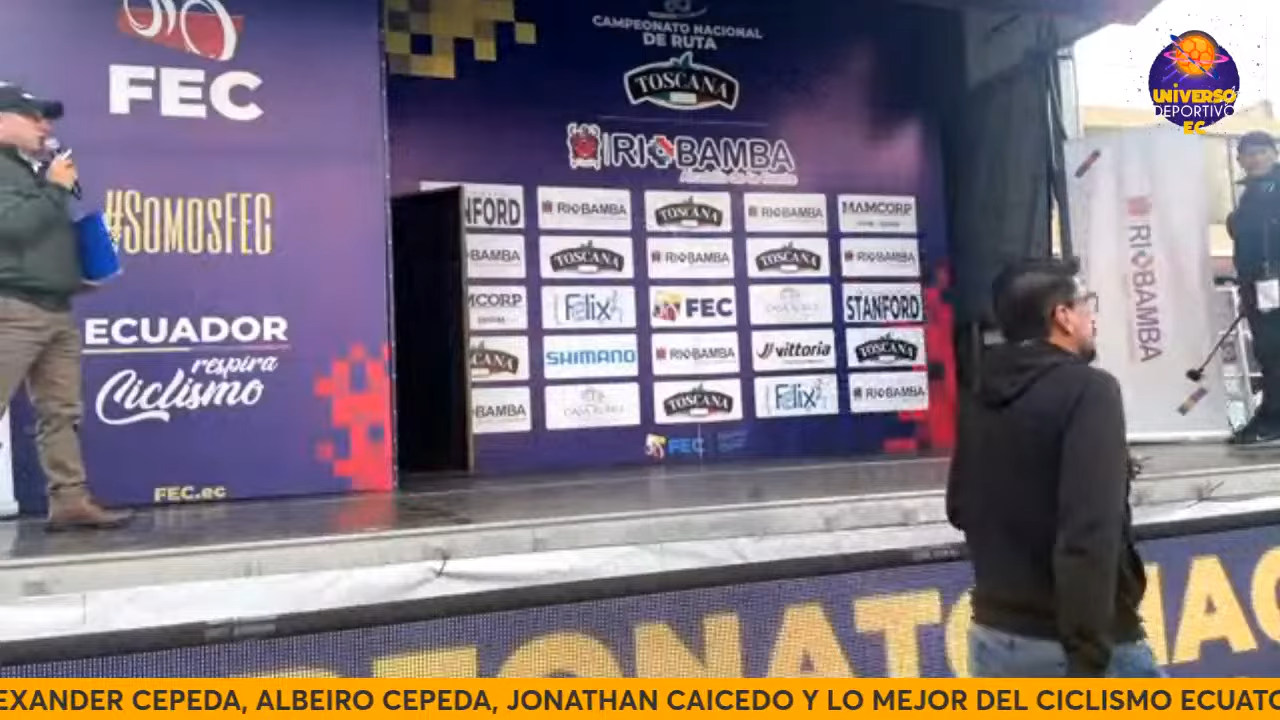 FEC
#SOMOSFEC
ECUADOR
respira
Ciclismo
FEC.ec
CAMPEONATO NACIONAL
DE RUTA
TOSCANA
RIOBAMBA
NFORD RIOBAMBA TOSCANA RIOBAMBA MAMCORP
BAMBA TOSCANA RIOBAMBA TOSCANA RIOBAMBA
MCORP Felix FEC STANFORD
CANA SHIMANO RIOBAMBA vittoria TOSCANA
BAMBA TOSCANA Felix RIOBAMBA
FEC
UNIVERSO
DEPORTIVO
EC
RIOBAMBA
EONATO NAC
EXANDER CEPEDA, ALBEIRO CEPEDA, JONATHAN CAICEDO Y LO MEJOR DEL CICLISMO ECUATO